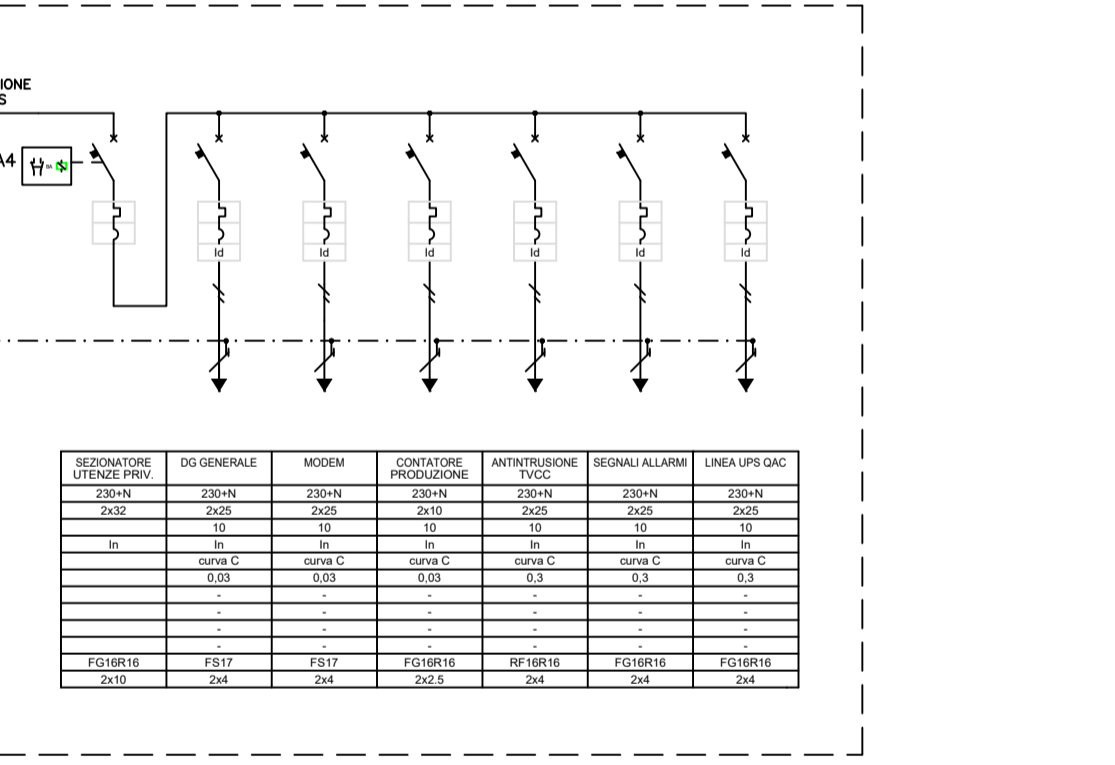 IONE
S
A4
Id Id Id Id Id Id
SEZIONATORE UTENZE PRIV. DG GENERALE MODEM CONTATORE PRODUZIONE ANTINTRUSIONE TVCC SEGNALI ALLARMI LINEA UPS QAC
230+N 230+N 230+N 230+N 230+N 230+N 230+N
2x32 2x25 2x25 2x10 2x25 2x25 2x25
10 10 10 10 10 10
In In In In In In In
curva C curva C curva C curva C curva C curva C
0,03 0,03 0,03 0,3 0,3 0,3
- - - - - -
- - - - - -
- - - - - -
- - - - - -
FG16R16 FS17 FS17 FG16R16 RF16R16 FG16R16 FG16R16
2x10 2x4 2x4 2x2.5 2x4 2x4 2x4